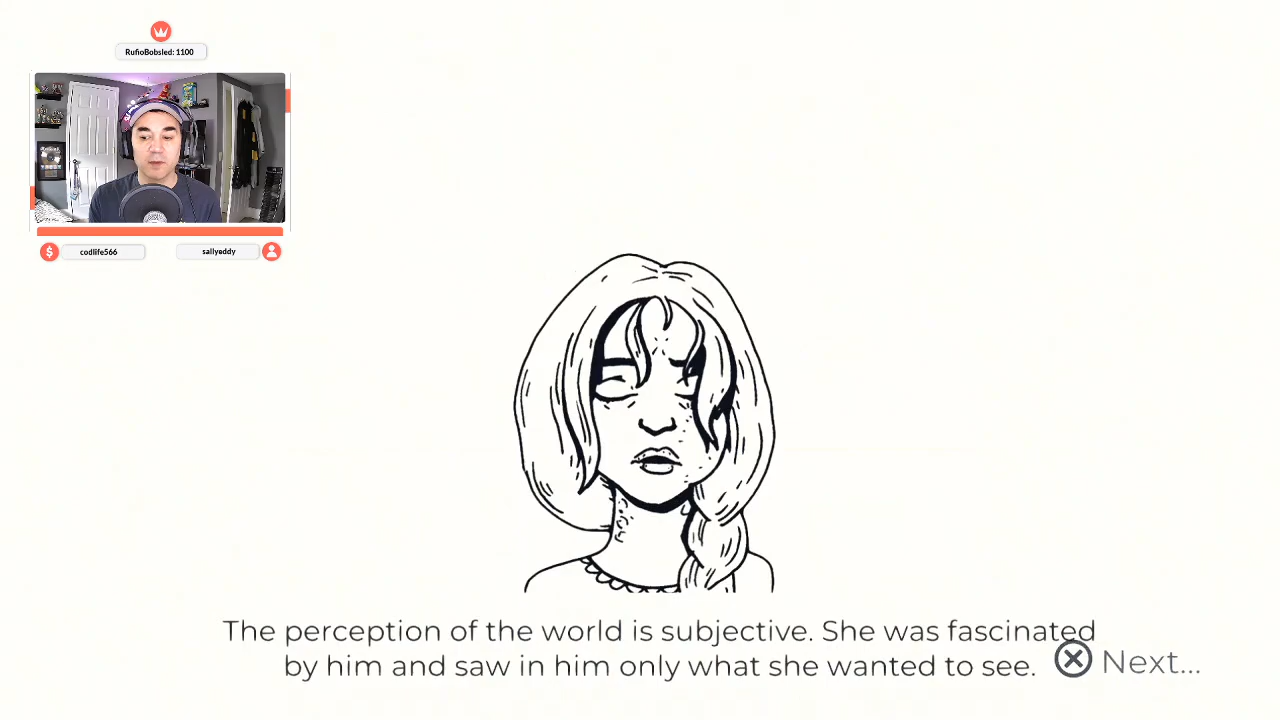 RufioBobsled: 1100
codlife566
sallyeddy
The perception of the world is subjective. She was fascinated
by him and saw in him only what she wanted to see.
Next...